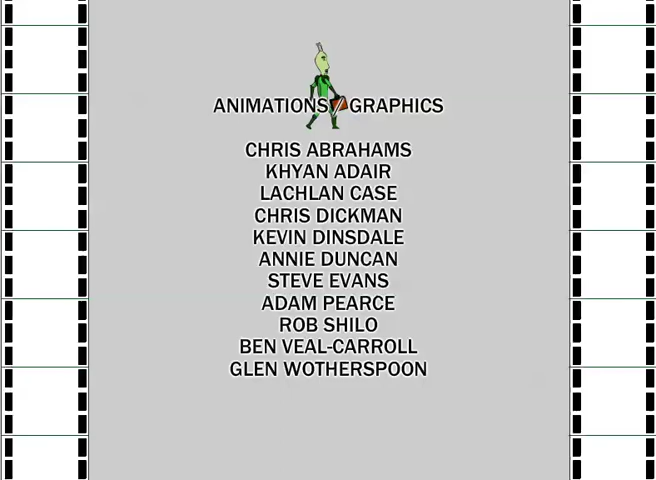 ANIMATIONS/GRAPHICS
CHRIS ABRAHAMS
KHYAN ADAIR
LACHLAN CASE
CHRIS DICKMAN
KEVIN DINSDALE
ANNIE DUNCAN
STEVE EVANS
ADAM PEARCE
ROB SHILO
BEN VEAL-CARROLL
GLEN WOTHERSPOON